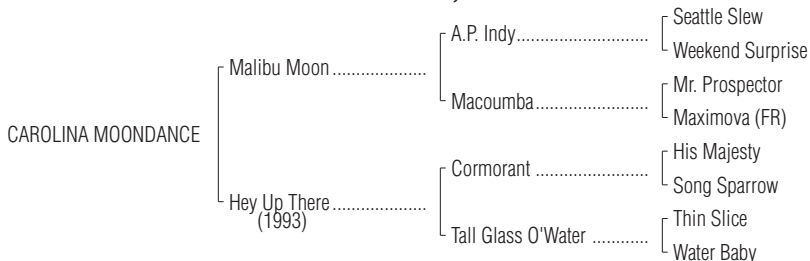 Seattle Slew
A.P. Indy....................................
Weekend Surprise
Malibu Moon ....................
Mr. Prospector
Macoumba...............................
Maximova (FR)
CAROLINA MOONDANCE
His Majesty
Cormorant ...............................
Song Sparrow
Hey Up There ....................
(1993)
Thin Slice
Tall Glass O'Water ...............
Water Baby